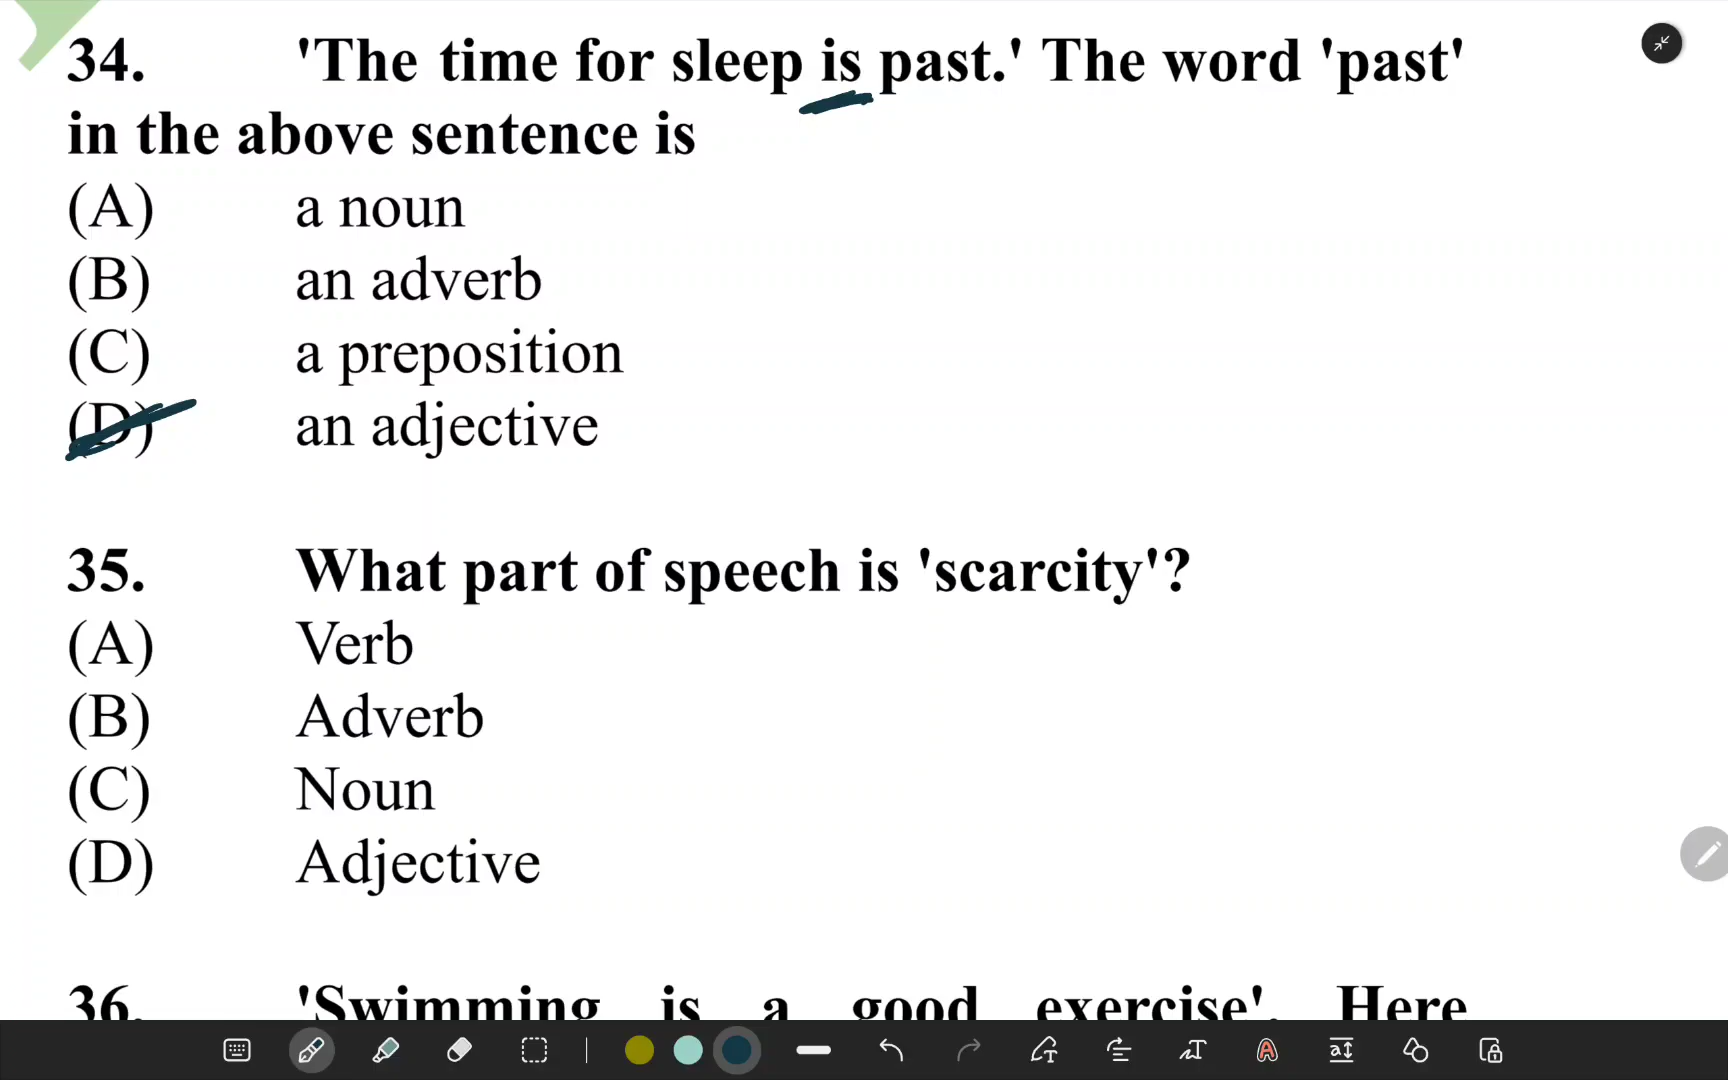 34. 'The time for sleep is past.' The word 'past'
in the above sentence is
(A) a noun
(B) an adverb
(C) a preposition
(D) an adjective
35. What part of speech is 'scarcity'?
(A) Verb
(B) Adverb
(C) Noun
(D) Adjective
36. 'Swimming is a good exercise'. Here